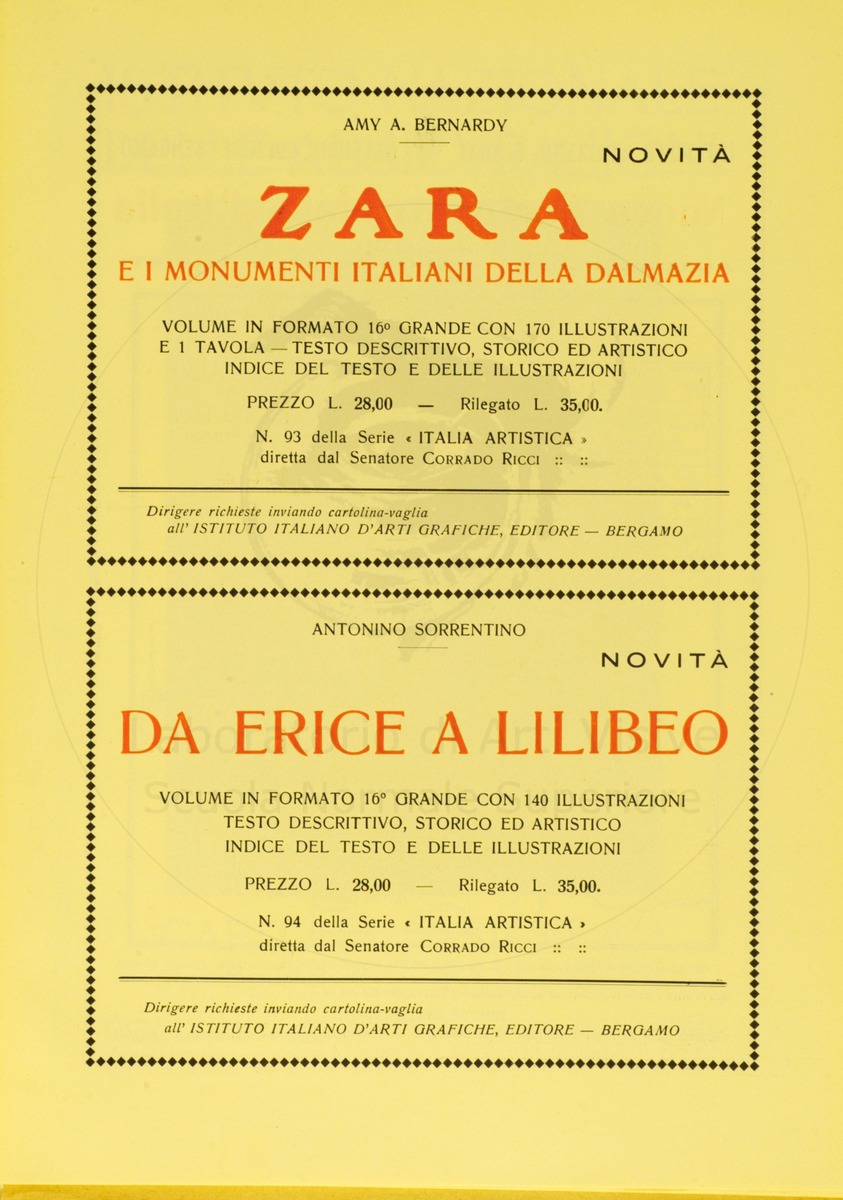 AMY A. BERNARDY
NOVITÀ
ZARA
E I MONUMENTI ITALIANI DELLA DALMAZIA
VOLUME IN FORMATO 16º GRANDE CON 170 ILLUSTRAZIONI
E 1 TAVOLA — TESTO DESCRITTIVO, STORICO ED ARTISTICO
INDICE DEL TESTO E DELLE ILLUSTRAZIONI
PREZZO L. 28,00 — Rilegato L. 35,00.
N. 93 della Serie « ITALIA ARTISTICA »
diretta dal Senatore CORRADO RICCI :: ::
Dirigere richieste inviando cartolina-vaglia
all' ISTITUTO ITALIANO D'ARTI GRAFICHE, EDITORE — BERGAMO
ANTONINO SORRENTINO
NOVITÀ
DA ERICE A LILIBEO
VOLUME IN FORMATO 16º GRANDE CON 140 ILLUSTRAZIONI
TESTO DESCRITTIVO, STORICO ED ARTISTICO
INDICE DEL TESTO E DELLE ILLUSTRAZIONI
PREZZO L. 28,00 — Rilegato L. 35,00.
N. 94 della Serie « ITALIA ARTISTICA »
diretta dal Senatore CORRADO RICCI :: ::
Dirigere richieste inviando cartolina-vaglia
all' ISTITUTO ITALIANO D'ARTI GRAFICHE, EDITORE — BERGAMO